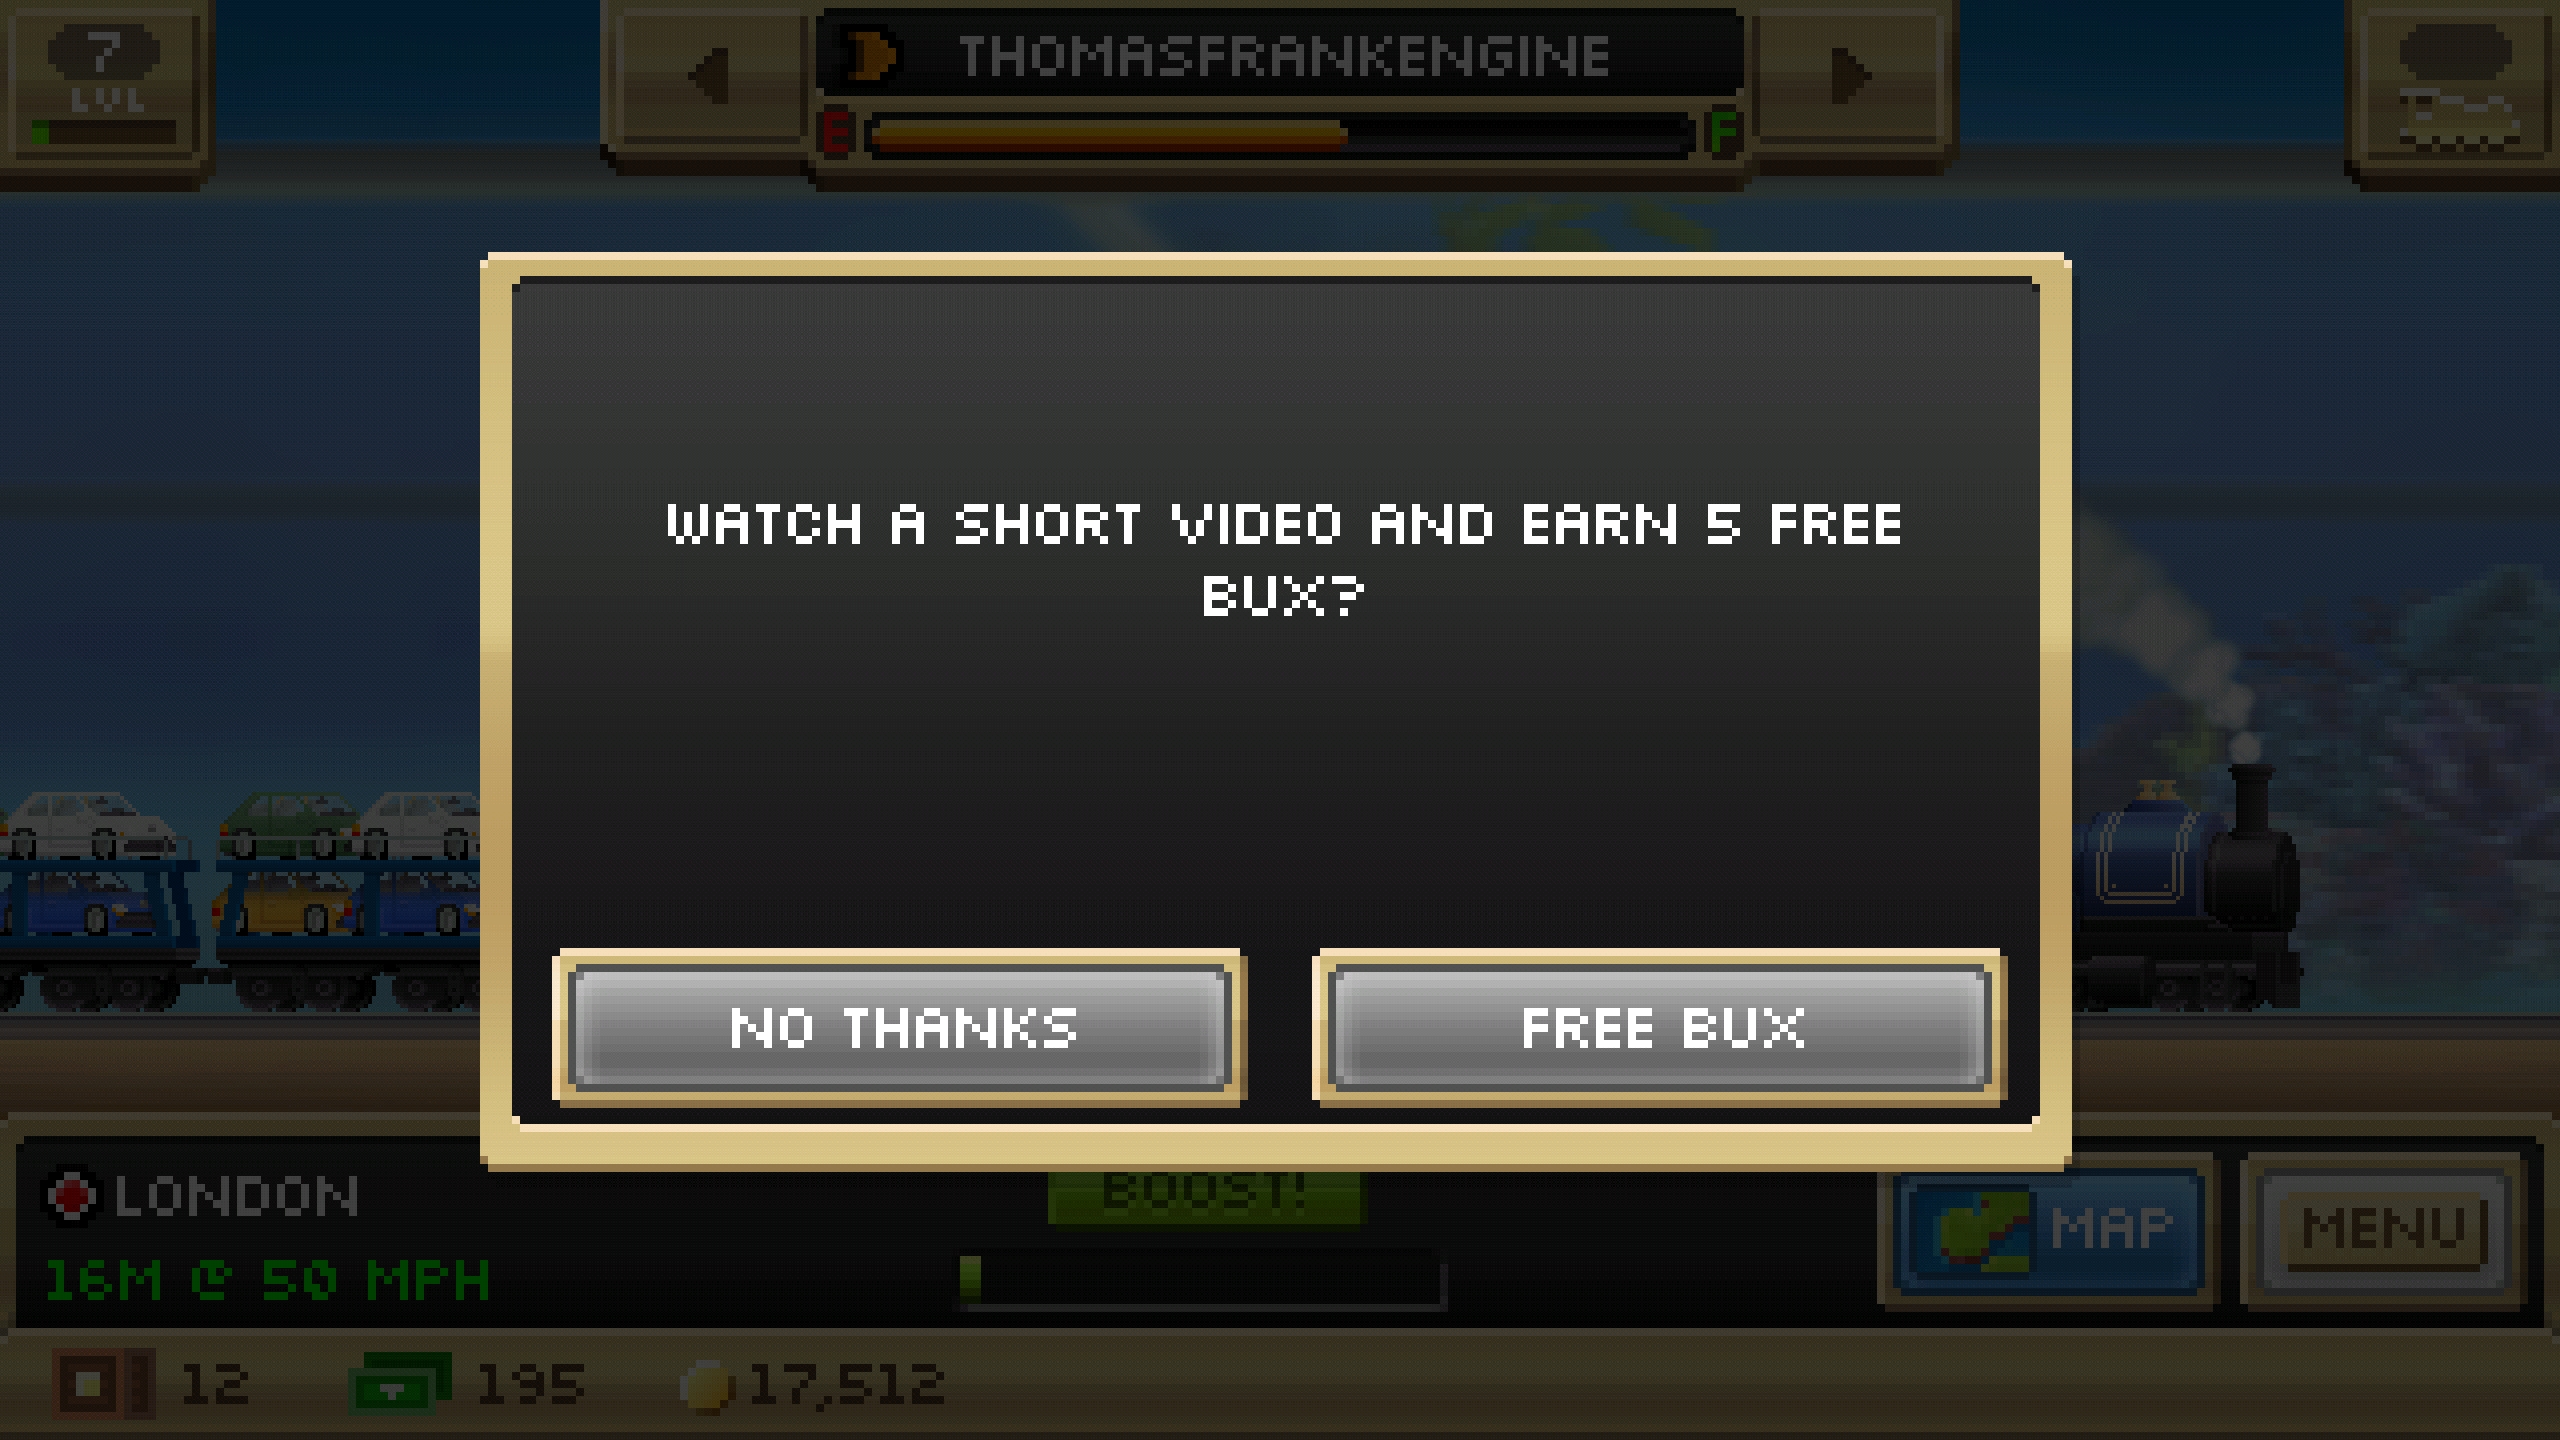 7
LVL
THOMASFRANKENGINE
E F
WATCH A SHORT VIDEO AND EARN 5 FREE
BUX?
NO THANKS
FREE BUX
BOOST!
LONDON
16M @ 50 MPH
MAP
MENU
12
195
17,512